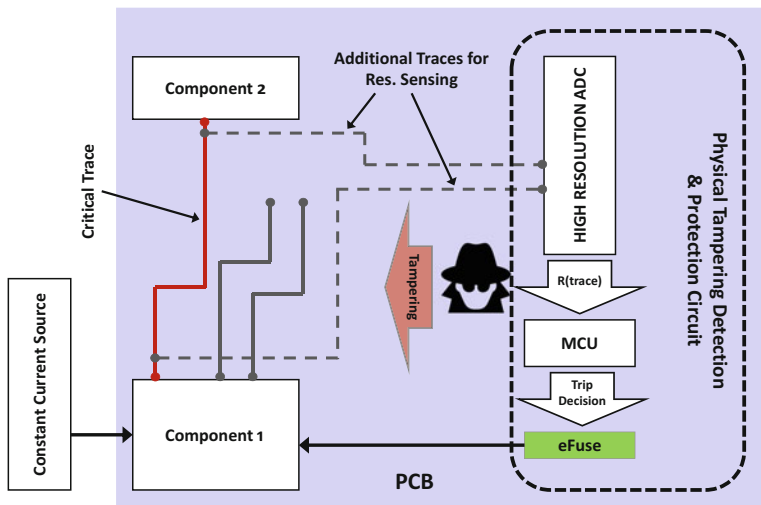 Component 2
Additional Traces for
Res. Sensing
HIGH RESOLUTION ADC
Physical Tampering Detection
& Protection Circuit
Critical Trace
Tampering
R(trace)
MCU
Constant Current Source
Trip
Decision
Component 1
eFuse
PCB